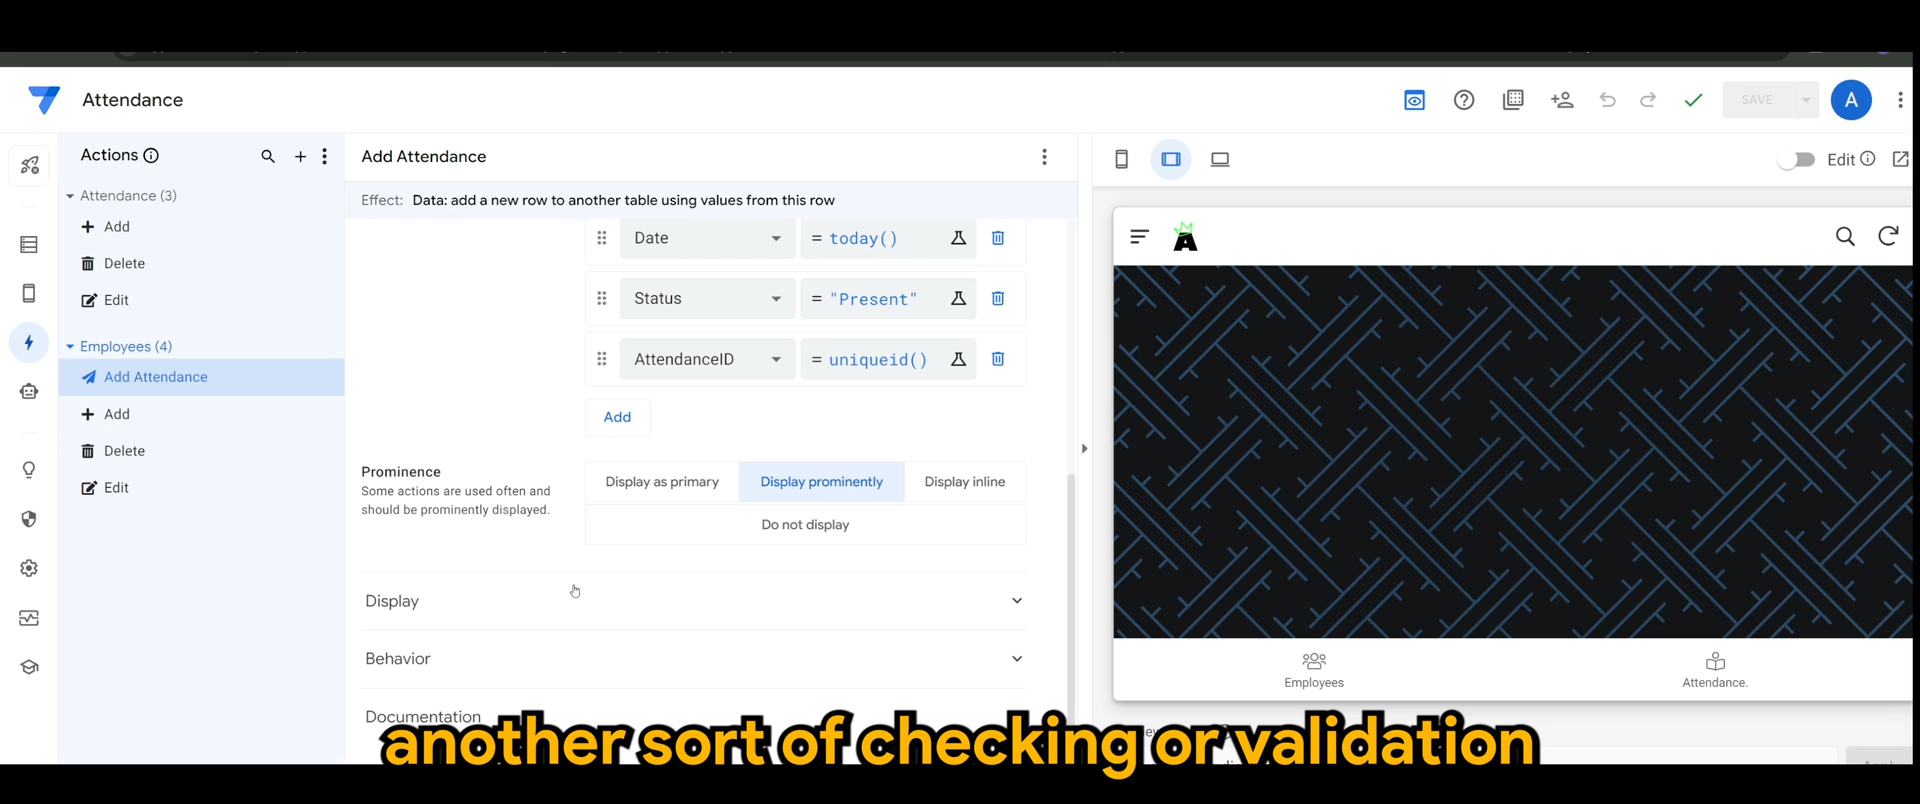 Attendance
SAVE
A
Actions
Add Attendance
Edit
Effect: Data: add a new row to another table using values from this row
Attendance (3)
Add
Delete
Edit
Employees (4)
Add Attendance
Add
Delete
Edit
Date = today()
Status = "Present"
AttendanceID = uniqueid()
Add
Prominence
Some actions are used often and
should be prominently displayed.
Display as primary
Display prominently
Display inline
Do not display
Display
Behavior
Documentation
A
Employees
Attendance.
another sort of checking or validation